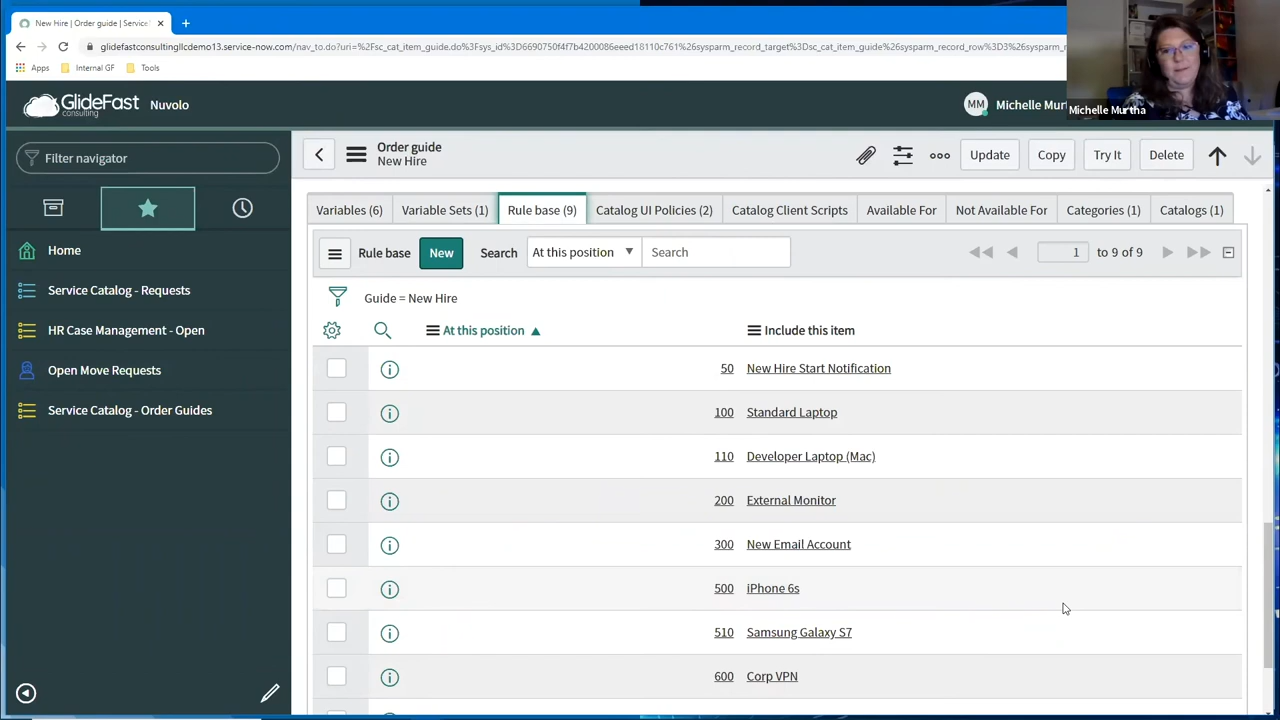 New Hire | Order guide | Service
glidefastconsultingllcdemo13.service-now.com/nav_to.do?uri=%2Fsc_cat_item_guide.do%3Fsys_id%3D6690750f4f7b4200086eeed18110c761%26sysparm_record_target%3Dsc_cat_item_guide%26sysparm_record_row%3D3%26sysparm_re
Apps Internal GF Tools
GlideFast consulting Nuvolo
MM Michelle Murt
Michelle Murtha
Filter navigator
Home
Service Catalog - Requests
HR Case Management - Open
Open Move Requests
Service Catalog - Order Guides
Order guide
New Hire
Update Copy Try It Delete
Variables (6) Variable Sets (1) Rule base (9) Catalog UI Policies (2) Catalog Client Scripts Available For Not Available For Categories (1) Catalogs (1)
Rule base New Search At this position Search 1 to 9 of 9
Guide = New Hire
At this position Include this item
50 New Hire Start Notification
100 Standard Laptop
110 Developer Laptop (Mac)
200 External Monitor
300 New Email Account
500 iPhone 6s
510 Samsung Galaxy S7
600 Corp VPN